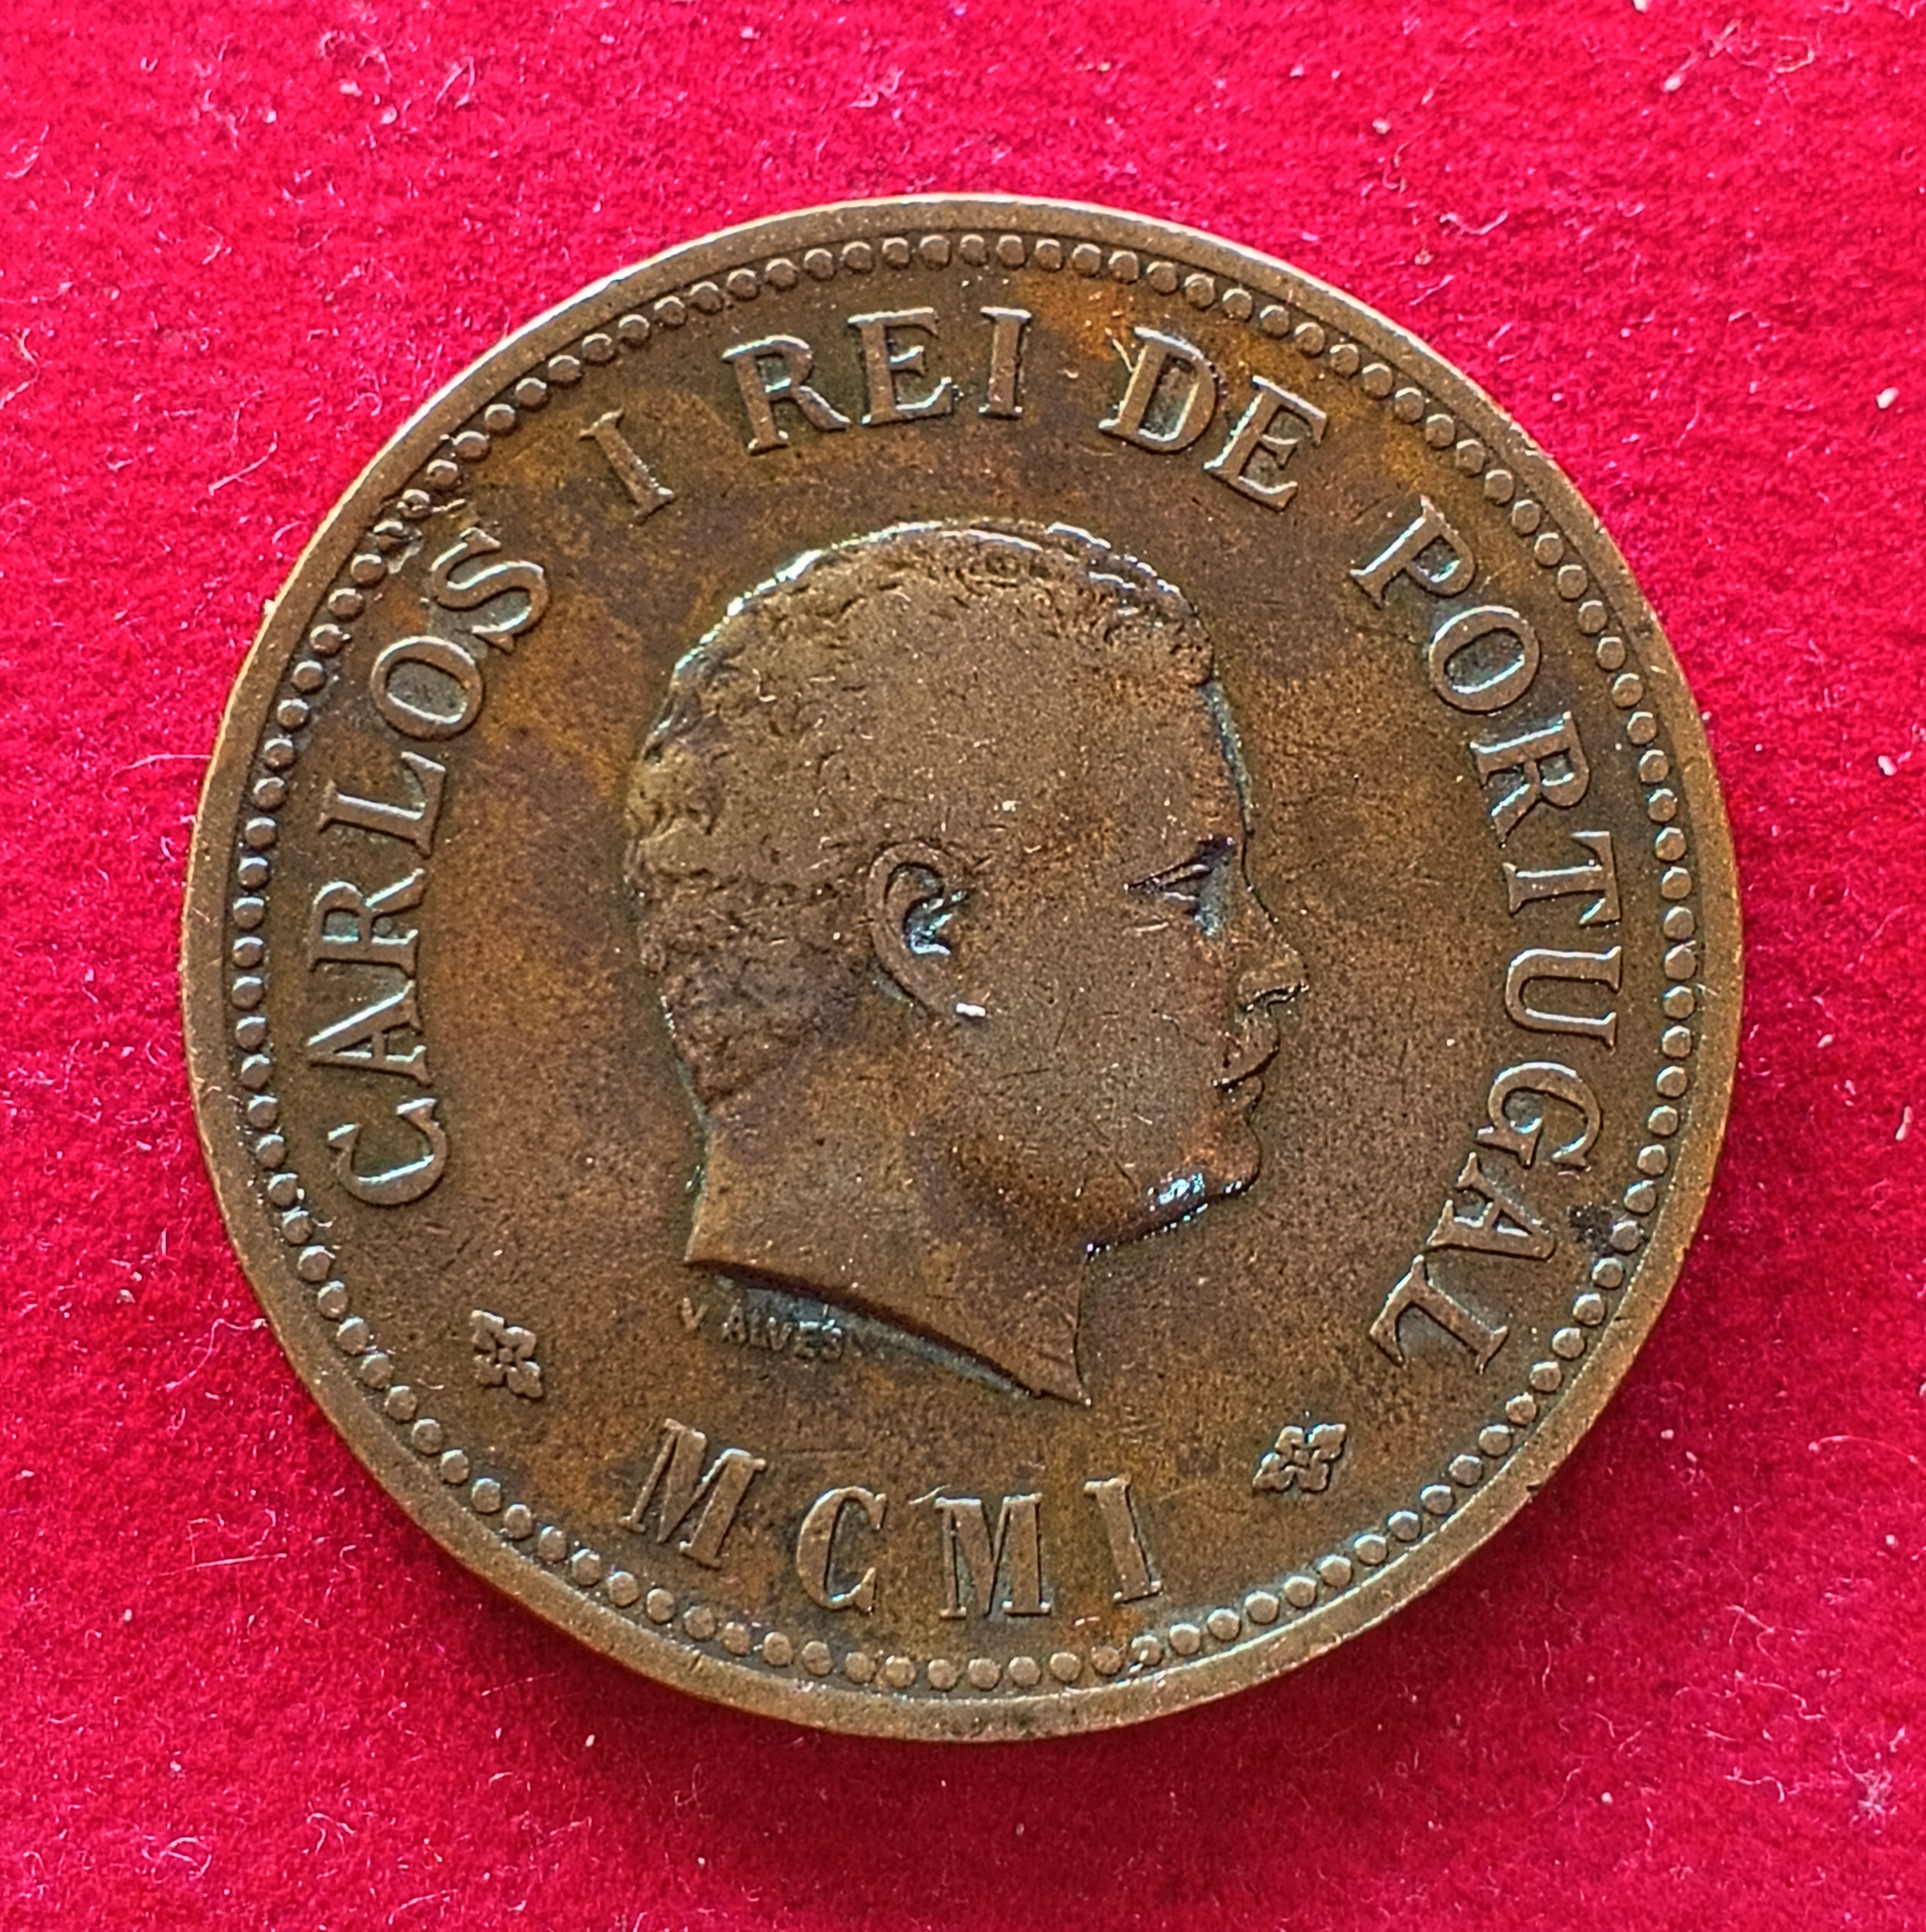 CARLOS I REI DE PORTUGAL
V ALVES
MCMI